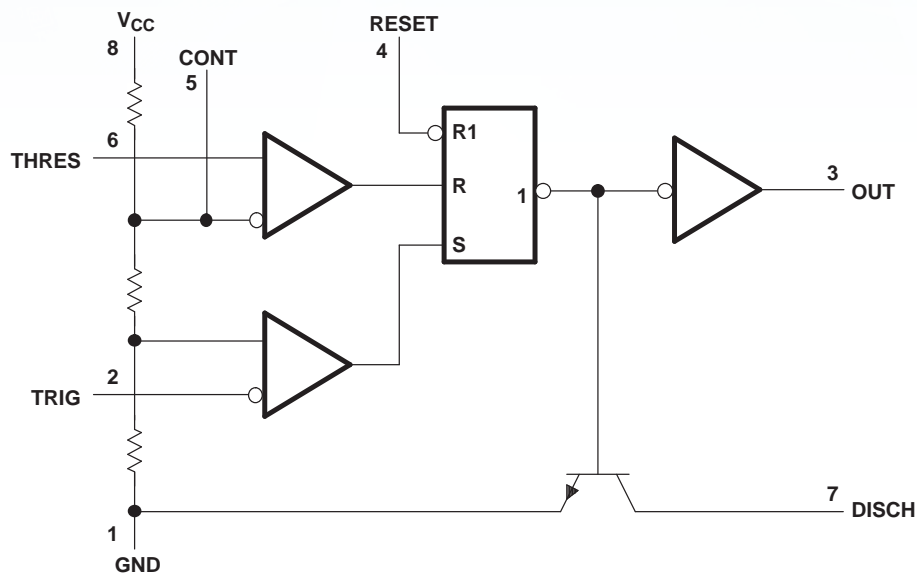 VCC
8
CONT
5
RESET
4
6
THRES
R1
R
1
S
3
OUT
2
TRIG
7
DISCH
1
GND